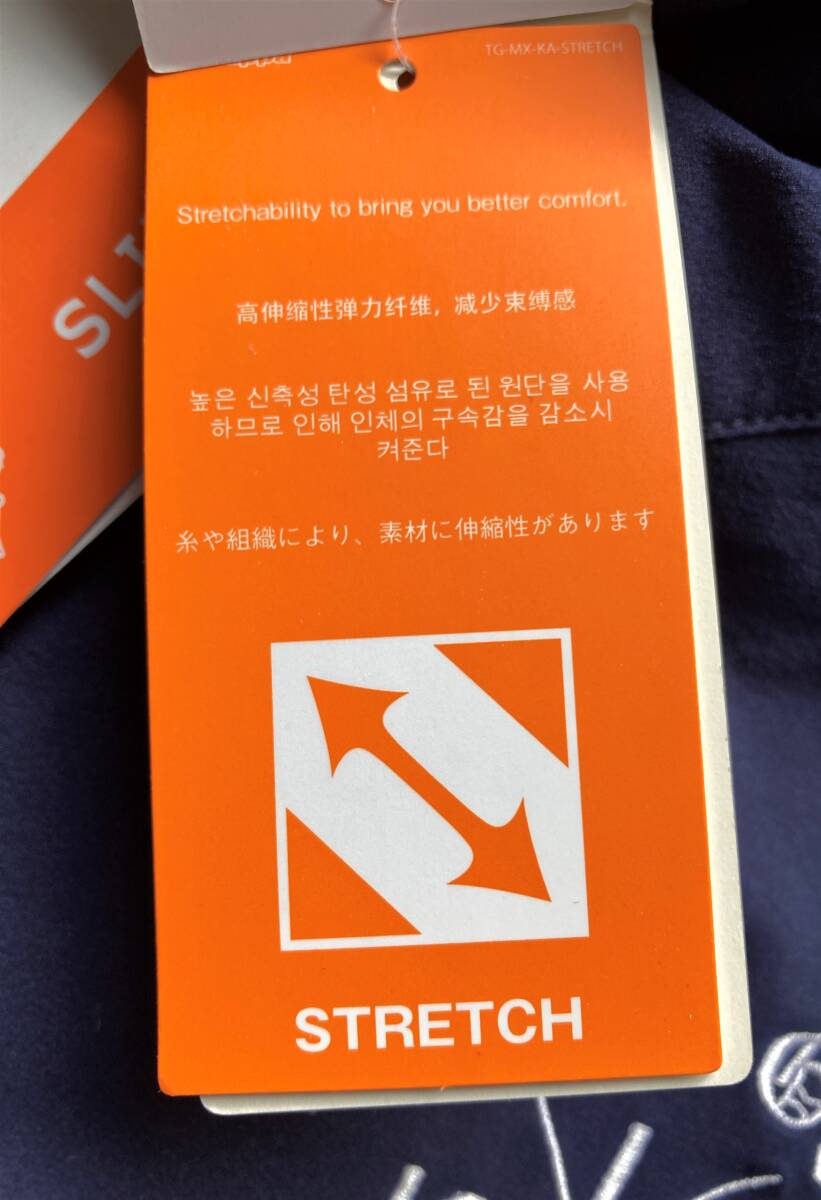 TG-MX-KA-STRETCH
Stretchability to bring you better comfort.
高伸缩性弹力纤维, 减少束缚感
높은 신축성 탄성 섬유로 된 원단을 사용
하므로 인해 인체의 구속감을 감소시
켜준다
糸や組織により、素材に伸縮性があります
STRETCH
SLI